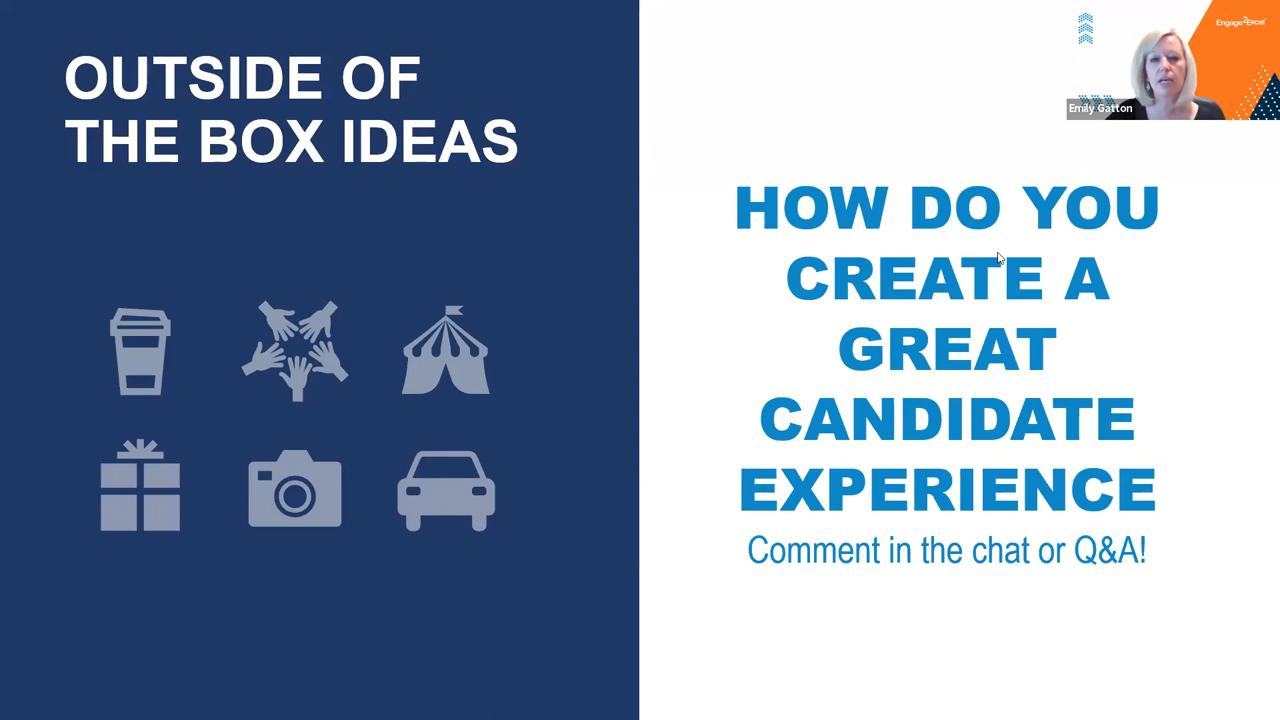 OUTSIDE OF
THE BOX IDEAS
Engage2Excel
Emily Gatton
HOW DO YOU
CREATE A
GREAT
CANDIDATE
EXPERIENCE
Comment in the chat or Q&A!